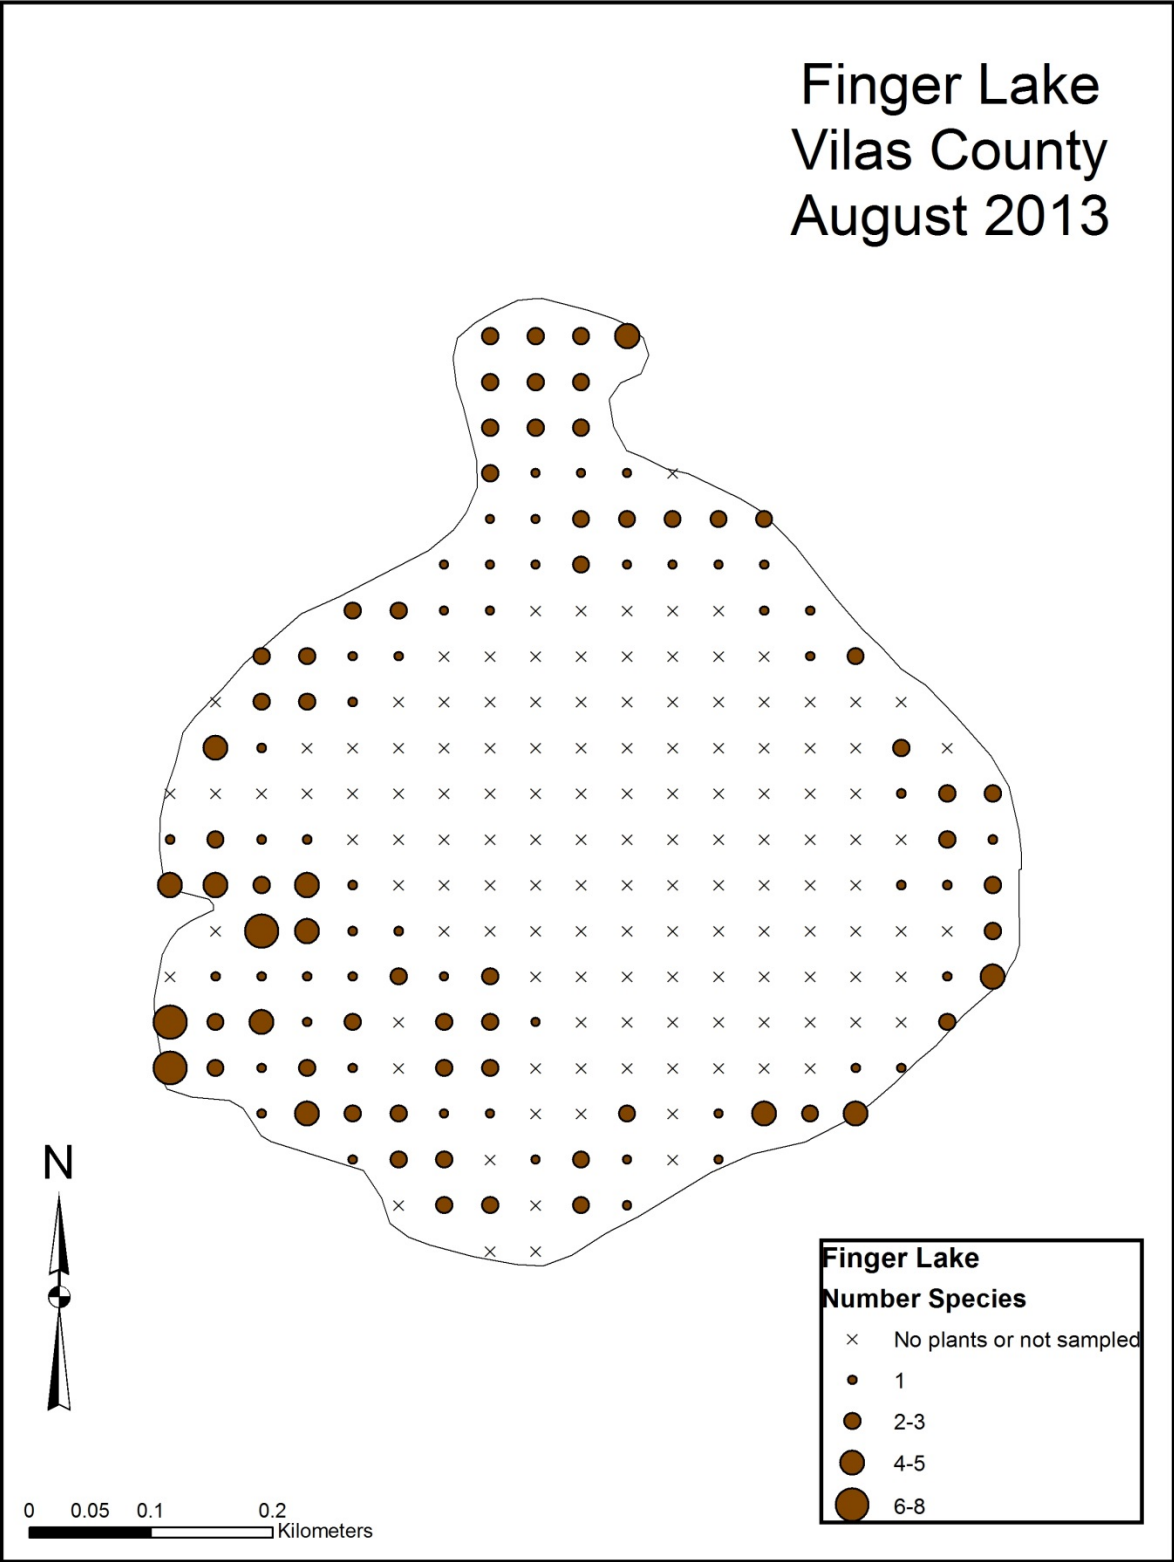 Finger Lake
Vilas County
August 2013
N
Finger Lake
Number Species
No plants or not sampled
1
2-3
4-5
6-8
0 0.05 0.1 0.2
Kilometers